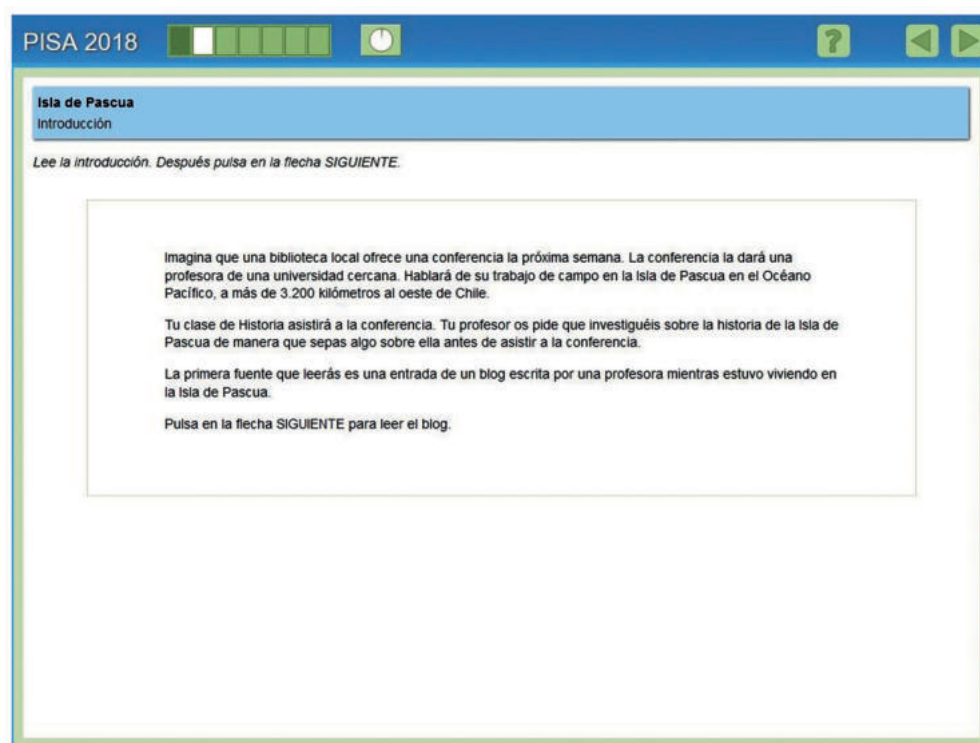 PISA 2018
?
Isla de Pascua
Introducción
Lee la introducción. Después pulsa en la flecha SIGUIENTE.
Imagina que una biblioteca local ofrece una conferencia la próxima semana. La conferencia la dará una
profesora de una universidad cercana. Hablará de su trabajo de campo en la Isla de Pascua en el Océano
Pacífico, a más de 3.200 kilómetros al oeste de Chile.
Tu clase de Historia asistirá a la conferencia. Tu profesor os pide que investiguéis sobre la historia de la Isla de
Pascua de manera que sepas algo sobre ella antes de asistir a la conferencia.
La primera fuente que leerás es una entrada de un blog escrita por una profesora mientras estuvo viviendo en
la Isla de Pascua.
Pulsa en la flecha SIGUIENTE para leer el blog.